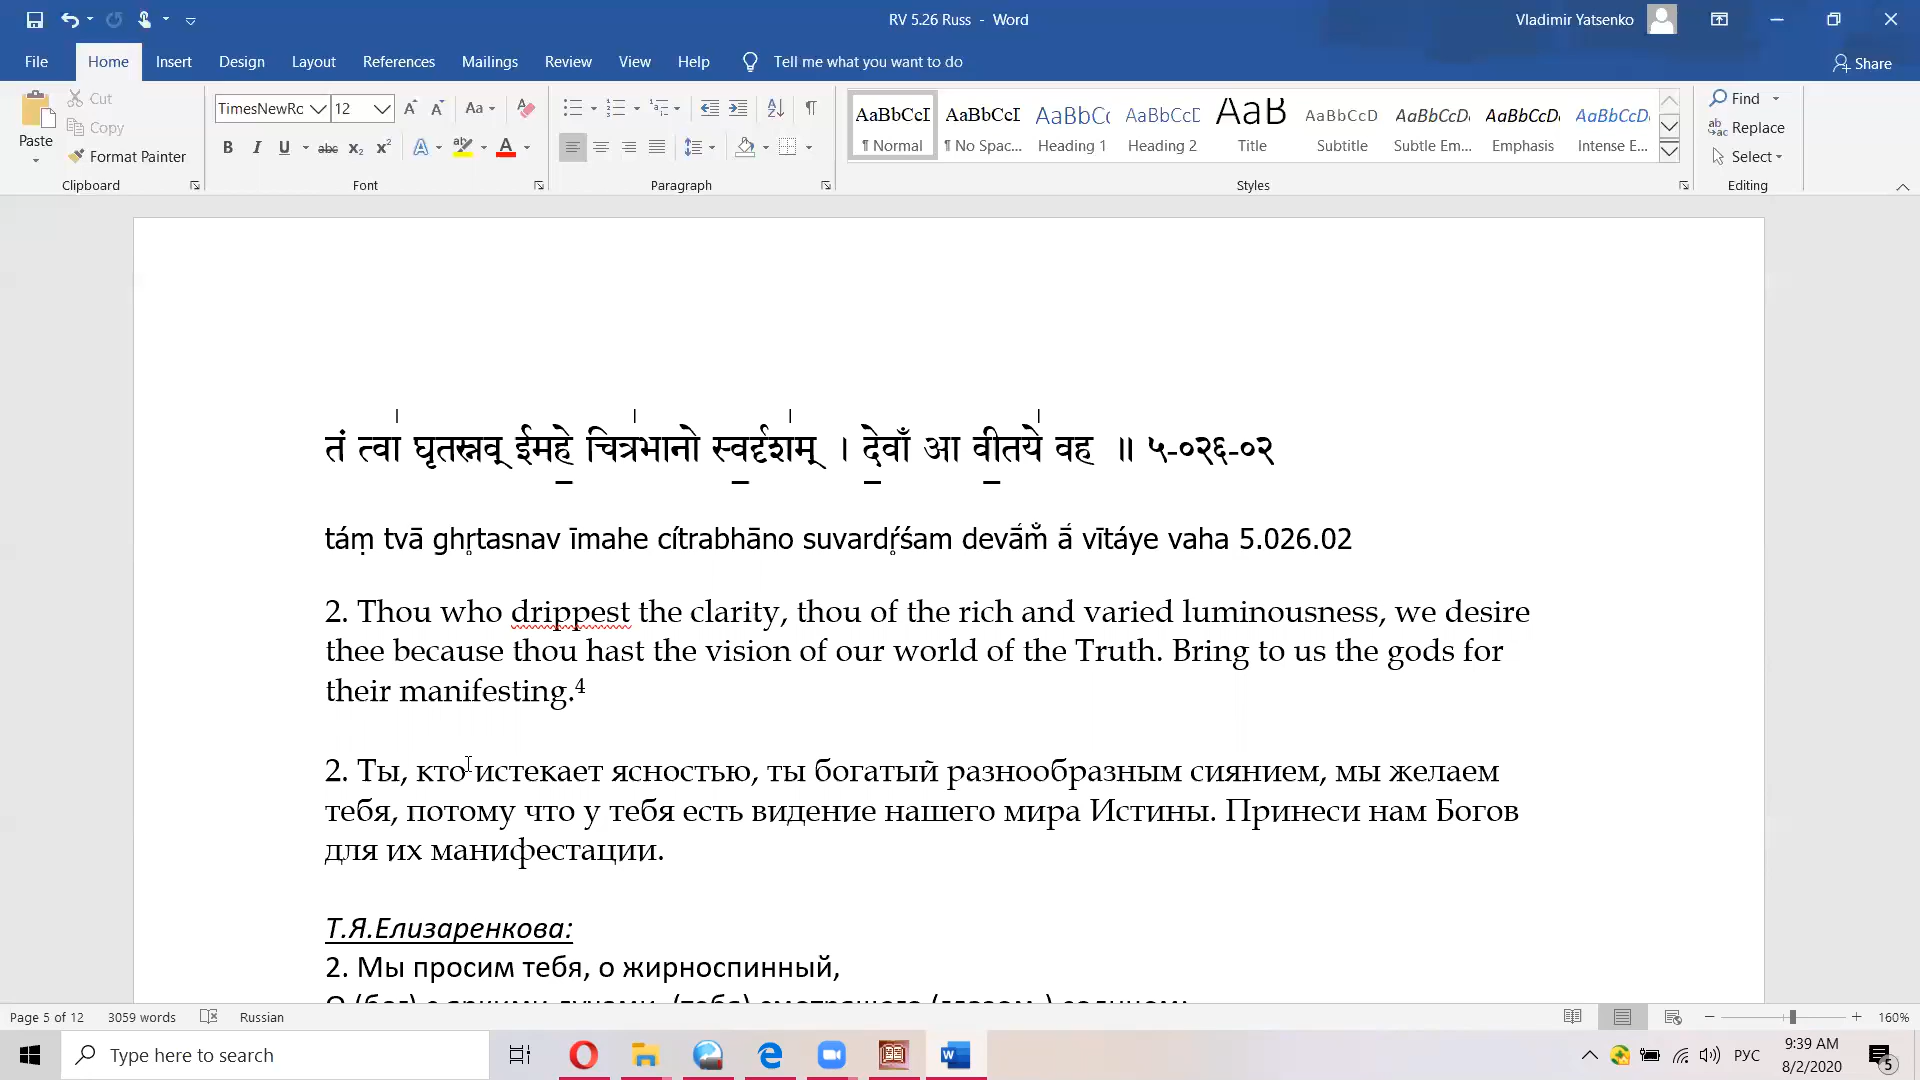 RV 5.26 Russ - Word
Vladimir Yatsenko
File Home Insert Design Layout References Mailings Review View Help Tell me what you want to do Share
Paste
Cut
Copy
Format Painter
Clipboard
TimesNewRc 12
Font
Paragraph
AaBbCcI AaBbCcI AaBbC( AaBbCcD AaB AaBbCcD AaBbCcD. AaBbCcD. AaBbCcD.
¶ Normal ¶ No Spac... Heading 1 Heading 2 Title Subtitle Subtle Em... Emphasis Intense E...
Styles
Find
Replace
Select
Editing
तं त्वा घृतस्नव् ईमहे चित्रभानो स्वर्दृशम् । देवाँ आ वीतये वह ॥ ५-०२६-०२
táṃ tvā ghr̥tasnav īmahe cítrabhāno suvardŕ̥śam devā́m̐ ā́ vītáye vaha 5.026.02
2. Thou who drippest the clarity, thou of the rich and varied luminousness, we desire
thee because thou hast the vision of our world of the Truth. Bring to us the gods for
their manifesting.4
2. Ты, кто истекает ясностью, ты богатый разнообразным сиянием, мы желаем
тебя, потому что у тебя есть видение нашего мира Истины. Принеси нам Богов
для их манифестации.
Т.Я.Елизаренкова:
2. Мы просим тебя, о жирноспинный,
Page 5 of 12 3059 words Russian 160%
Type here to search
РУС
9:39 AM
8/2/2020
5